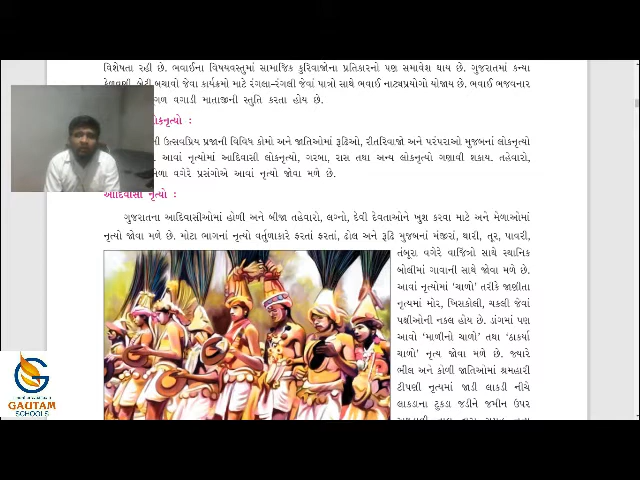 વિશેષતા રહી છે. ભવાઈના વિષયવસ્તુમાં સામાજિક કુરિવાજોના પ્રતિકારનો પણ સમાવેશ થાય છે. ગુજરાતમાં કન્યા
કેળવણી, બેટી બચાવો જેવા કાર્યક્રમો માટે રંગલા-રંગલી જેવાં પાત્રો સાથે ભવાઈ નાટ્યપ્રયોગો યોજાય છે. ભવાઈ ભજવનાર
ગળ વગાડી માતાજીની સ્તુતિ કરતા હોય છે.
ોકનૃત્યો :
ની ઉત્સવપ્રિય પ્રજાની વિવિધ કોમો અને જાતિઓમાં રૂઢિઓ, રીતરિવાજો અને પરંપરાઓ મુજબનાં લોકનૃત્યો
. આવાં નૃત્યોમાં આદિવાસી લોકનૃત્યો, ગરબા, રાસ તથા અન્ય લોકનૃત્યો ગણાવી શકાય. તહેવારો,
ેળા વગેરે પ્રસંગોએ આવાં નૃત્યો જોવા મળે છે.
આદિવાસી નૃત્યો :
ગુજરાતના આદિવાસીઓમાં હોળી અને બીજા તહેવારો, લગ્નો, દેવી દેવતાઓને ખુશ કરવા માટે અને મેળાઓમાં
નૃત્યો જોવા મળે છે. મોટા ભાગનાં નૃત્યો વર્તુળાકારે ફરતાં ફરતાં, ઢોલ અને રૂઢિ મુજબનાં મંજીરાં, થારી, તૂર, પાવરી,
તંબૂરા વગેરે વાજિંત્રો સાથે સ્થાનિક
બોલીમાં ગાવાની સાથે જોવા મળે છે.
આવાં નૃત્યોમાં 'ચાળો' તરીકે જાણીતા
નૃત્યમાં મોર, ખિસકોલી, ચકલી જેવાં
પક્ષીઓની નકલ હોય છે. ડાંગમાં પણ
આવો 'માળીનો ચાળો' તથા 'ઠાકર્યા
ચાળો' નૃત્ય જોવા મળે છે. જ્યારે
ભીલ અને કોળી જાતિઓમાં શ્રમહારી
ટીપણી નૃત્યમાં જાડી લાકડી નીચે
લાકડાના ટુકડા જડીને જમીન ઉપર
GAUTAM
SCHOOLS